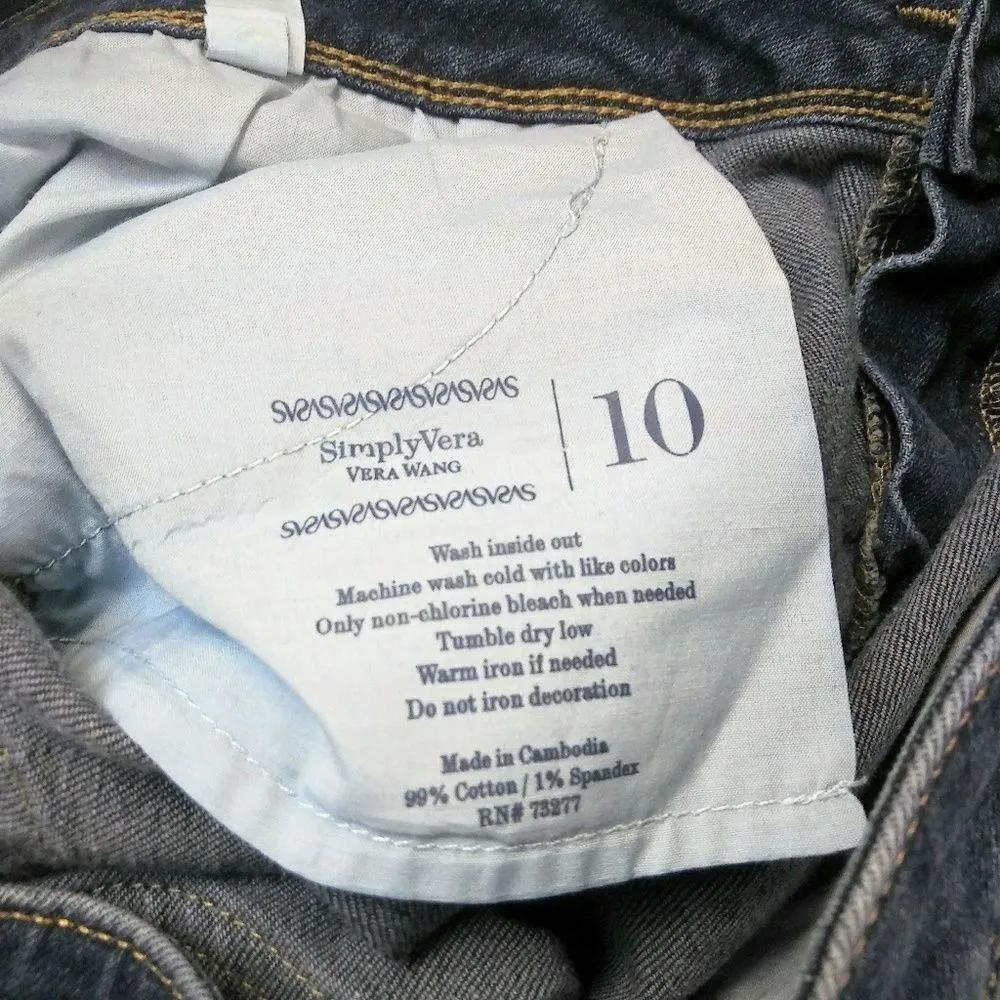 SimplyVera
VERA WANG
10
Wash inside out
Machine wash cold with like colors
Only non-chlorine bleach when needed
Tumble dry low
Warm iron if needed
Do not iron decoration
Made in Cambodia
99% Cotton / 1% Spandex
RN# 73277